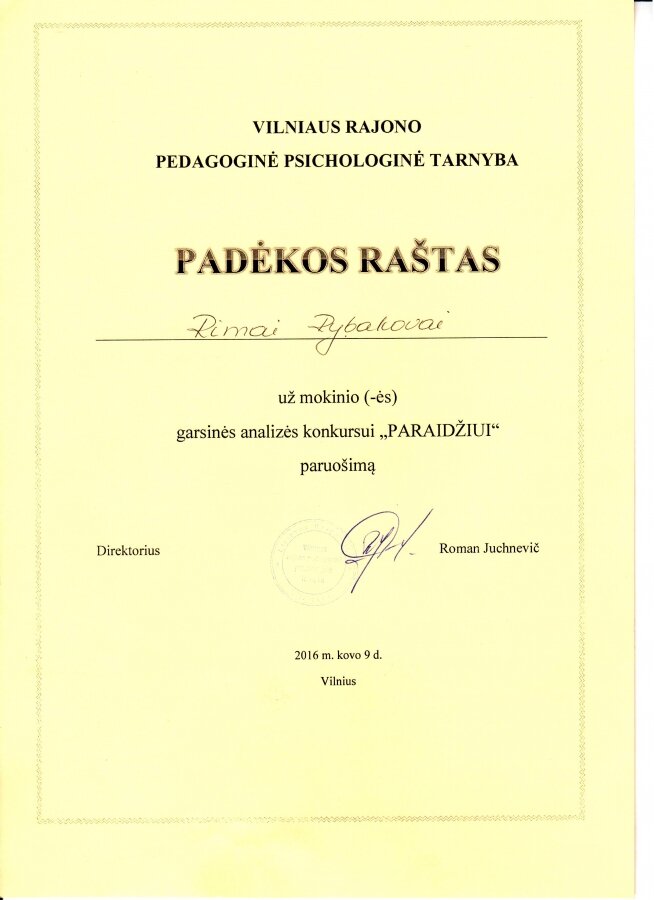 VILNIAUS RAJONO
PEDAGOGINĖ PSICHOLOGINĖ TARNYBA
PADĖKOS RAŠTAS
Rimai Rybakovai
už mokinio (-ės)
garsinės analizės konkursui „PARAIDŽIUI“
paruošimą
Direktorius
Roman Juchnevič
2016 m. kovo 9 d.
Vilnius